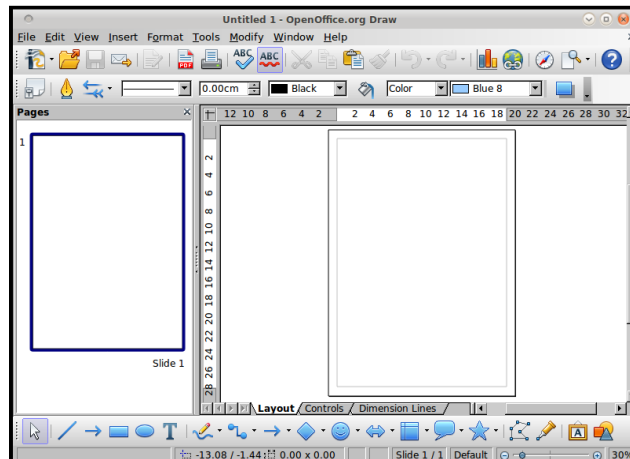 Untitled 1 - OpenOffice.org Draw
File Edit View Insert Format Tools Modify Window Help
PDF ABC ABC
0.00cm Black Color Blue 8
Pages
12 10 8 6 4 2 2 4 6 8 10 12 14 16 18 20 22 24 26 28 30 32
1
2
4
6
8
10
12
14
16
18
20
22
24
26
28
Slide 1
Layout Controls Dimension Lines
T A
-13.08 / -1.44 0.00 x 0.00 Slide 1 / 1 Default 30%